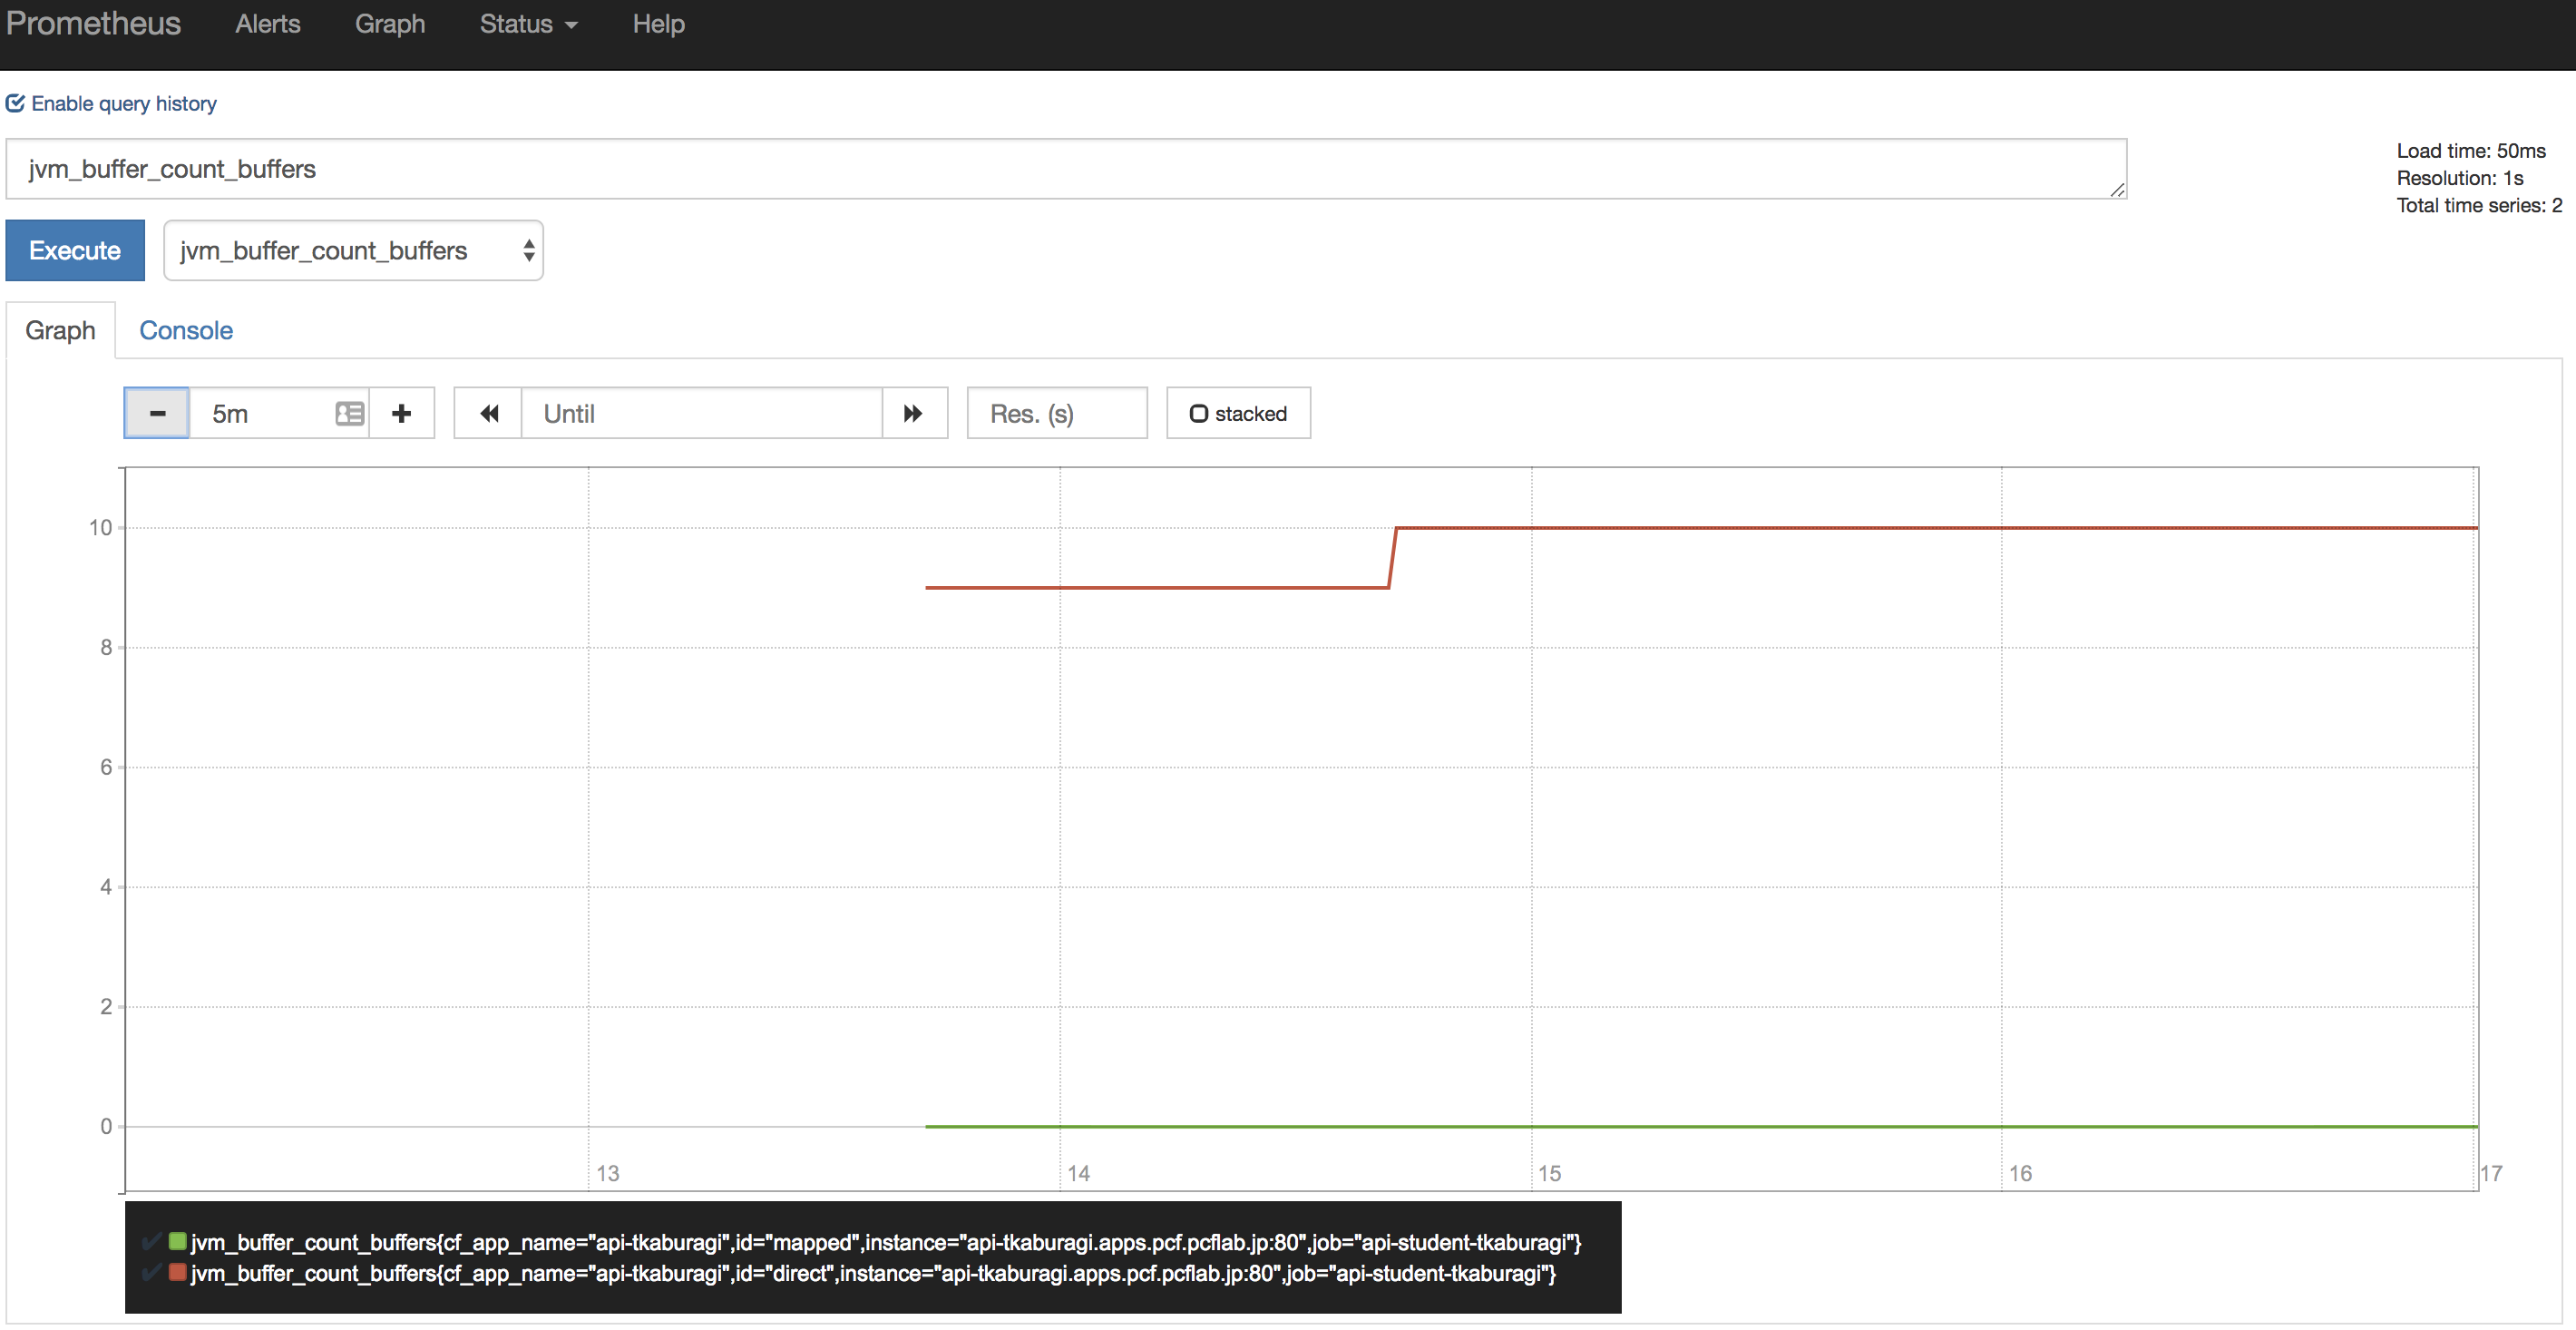 Prometheus Alerts Graph Status Help
Enable query history
jvm_buffer_count_buffers
Load time: 50ms
Resolution: 1s
Total time series: 2
Execute jvm_buffer_count_buffers
Graph Console
5m Until Res. (s) stacked
10
8
6
4
2
0
13 14 15 16 17
jvm_buffer_count_buffers{cf_app_name="api-tkaburagi",id="mapped",instance="api-tkaburagi.apps.pcf.pcflab.jp:80",job="api-student-tkaburagi"}
jvm_buffer_count_buffers{cf_app_name="api-tkaburagi",id="direct",instance="api-tkaburagi.apps.pcf.pcflab.jp:80",job="api-student-tkaburagi"}